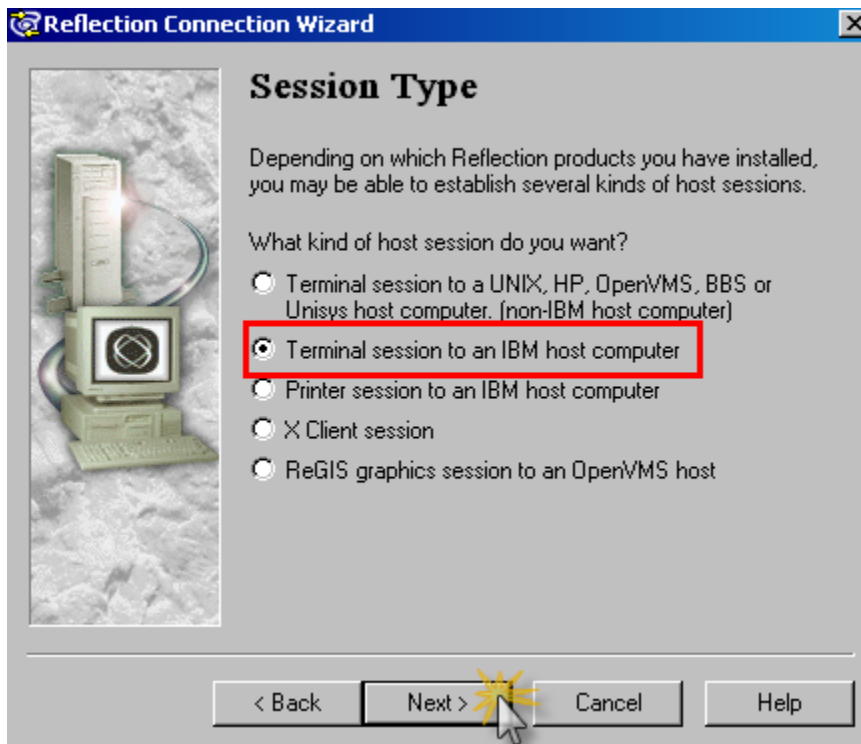 Reflection Connection Wizard
Session Type
Depending on which Reflection products you have installed,
you may be able to establish several kinds of host sessions.
What kind of host session do you want?
Terminal session to a UNIX, HP, OpenVMS, BBS or
Unisys host computer. (non-IBM host computer)
Terminal session to an IBM host computer
Printer session to an IBM host computer
X Client session
ReGIS graphics session to an OpenVMS host
< Back
Next >
Cancel
Help